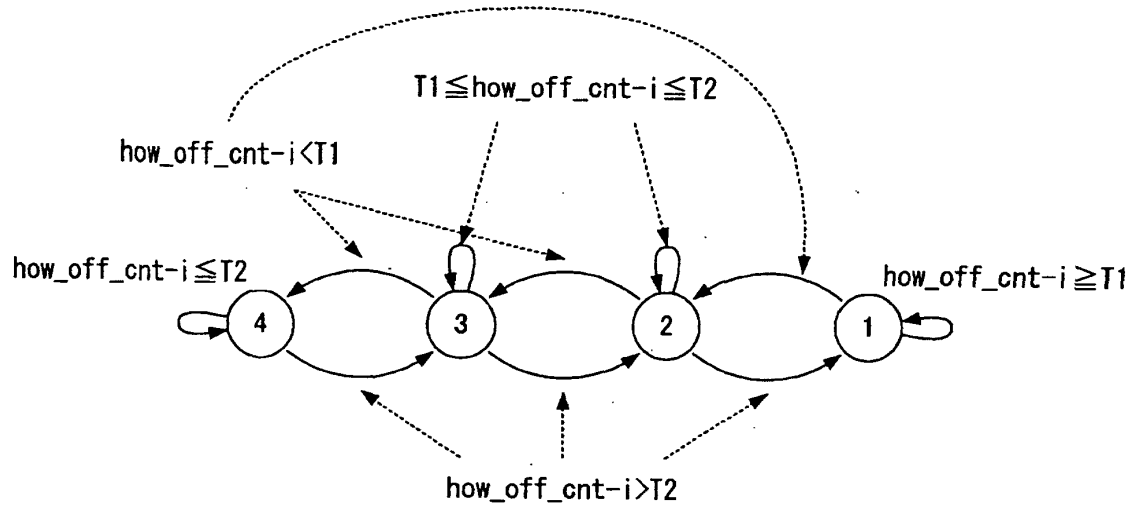 T1≦how_off_cnt-i≦T2
how_off_cnt-i<T1
how_off_cnt-i≦T2
how_off_cnt-i≧T1
4
3
2
1
how_off_cnt-i>T2